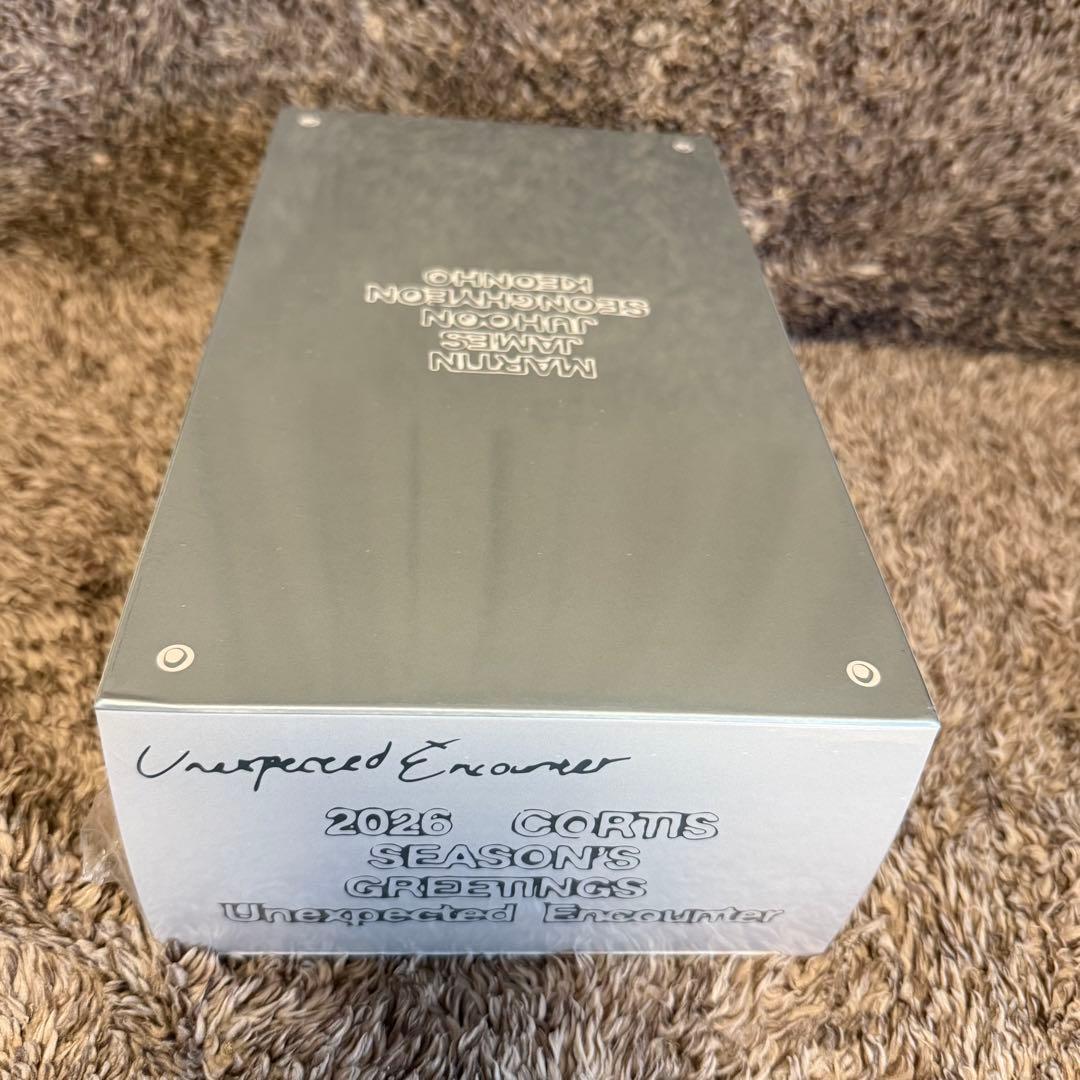 MARTIN
JAMES
JUHOON
SEONGHYEON
KEONHO
Unexpected Encounter
2026 CORTIS
SEASON'S
GREETINGS
Unexpected Encounter